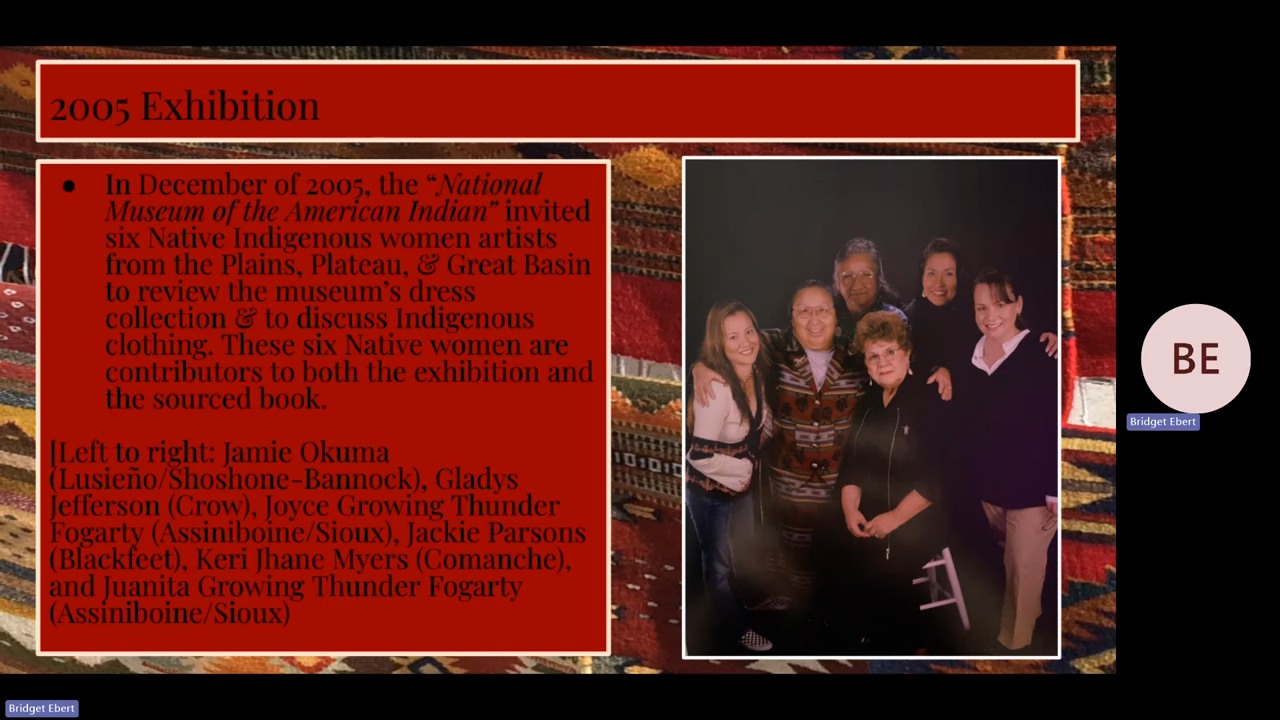 2005 Exhibition
● In December of 2005, the “National
Museum of the American Indian” invited
six Native Indigenous women artists
from the Plains, Plateau, & Great Basin
to review the museum’s dress
collection & to discuss Indigenous
clothing. These six Native women are
contributors to both the exhibition and
the sourced book.
[Left to right: Jamie Okuma
(Lusieño/Shoshone-Bannock), Gladys
Jefferson (Crow), Joyce Growing Thunder
Fogarty (Assiniboine/Sioux), Jackie Parsons
(Blackfeet), Keri Jhane Myers (Comanche),
and Juanita Growing Thunder Fogarty
(Assiniboine/Sioux)
BE
Bridget Ebert
Bridget Ebert